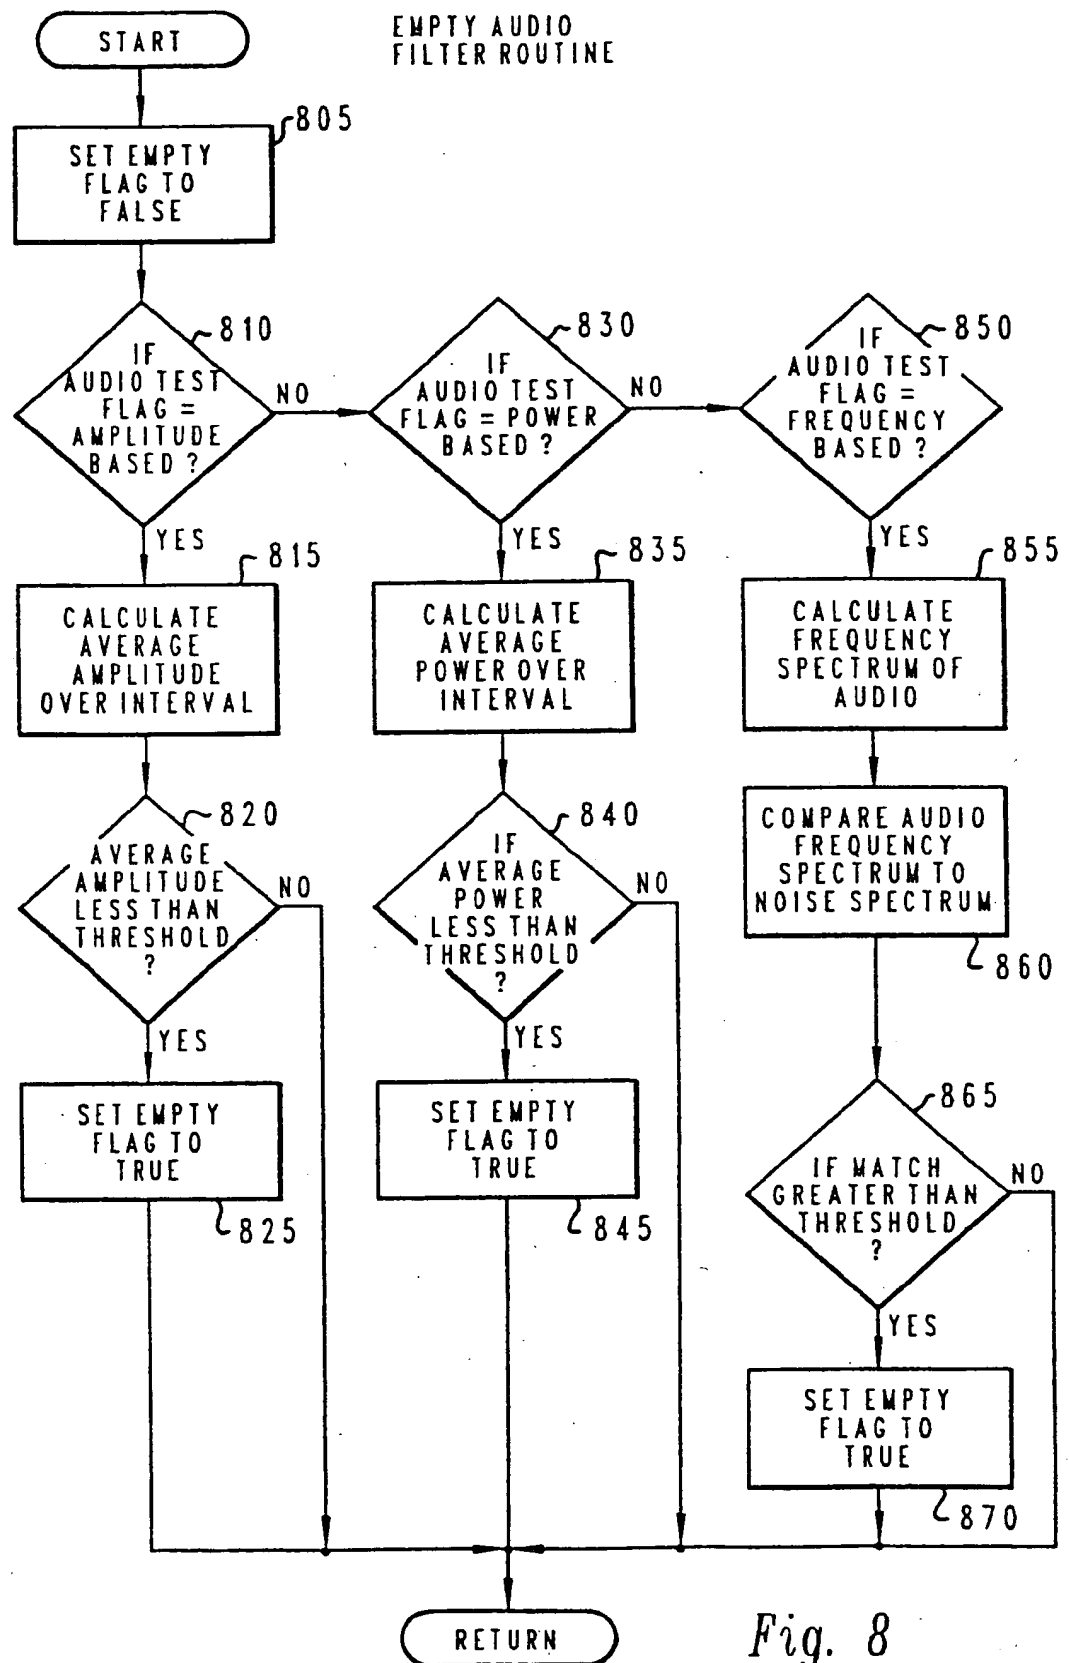 START
EMPTY AUDIO
FILTER ROUTINE
805
SET EMPTY
FLAG TO
FALSE
810
IF
AUDIO TEST
FLAG =
AMPLITUDE
BASED ?
NO
YES
830
IF
AUDIO TEST
FLAG = POWER
BASED ?
NO
YES
850
IF
AUDIO TEST
FLAG =
FREQUENCY
BASED ?
YES
815
CALCULATE
AVERAGE
AMPLITUDE
OVER INTERVAL
835
CALCULATE
AVERAGE
POWER OVER
INTERVAL
855
CALCULATE
FREQUENCY
SPECTRUM OF
AUDIO
820
AVERAGE
AMPLITUDE
LESS THAN
THRESHOLD
?
NO
YES
840
IF
AVERAGE
POWER
LESS THAN
THRESHOLD
?
NO
YES
COMPARE AUDIO
FREQUENCY
SPECTRUM TO
NOISE SPECTRUM
860
SET EMPTY
FLAG TO
TRUE
825
SET EMPTY
FLAG TO
TRUE
845
865
IF MATCH
GREATER THAN
THRESHOLD
?
NO
YES
SET EMPTY
FLAG TO
TRUE
870
RETURN
Fig. 8